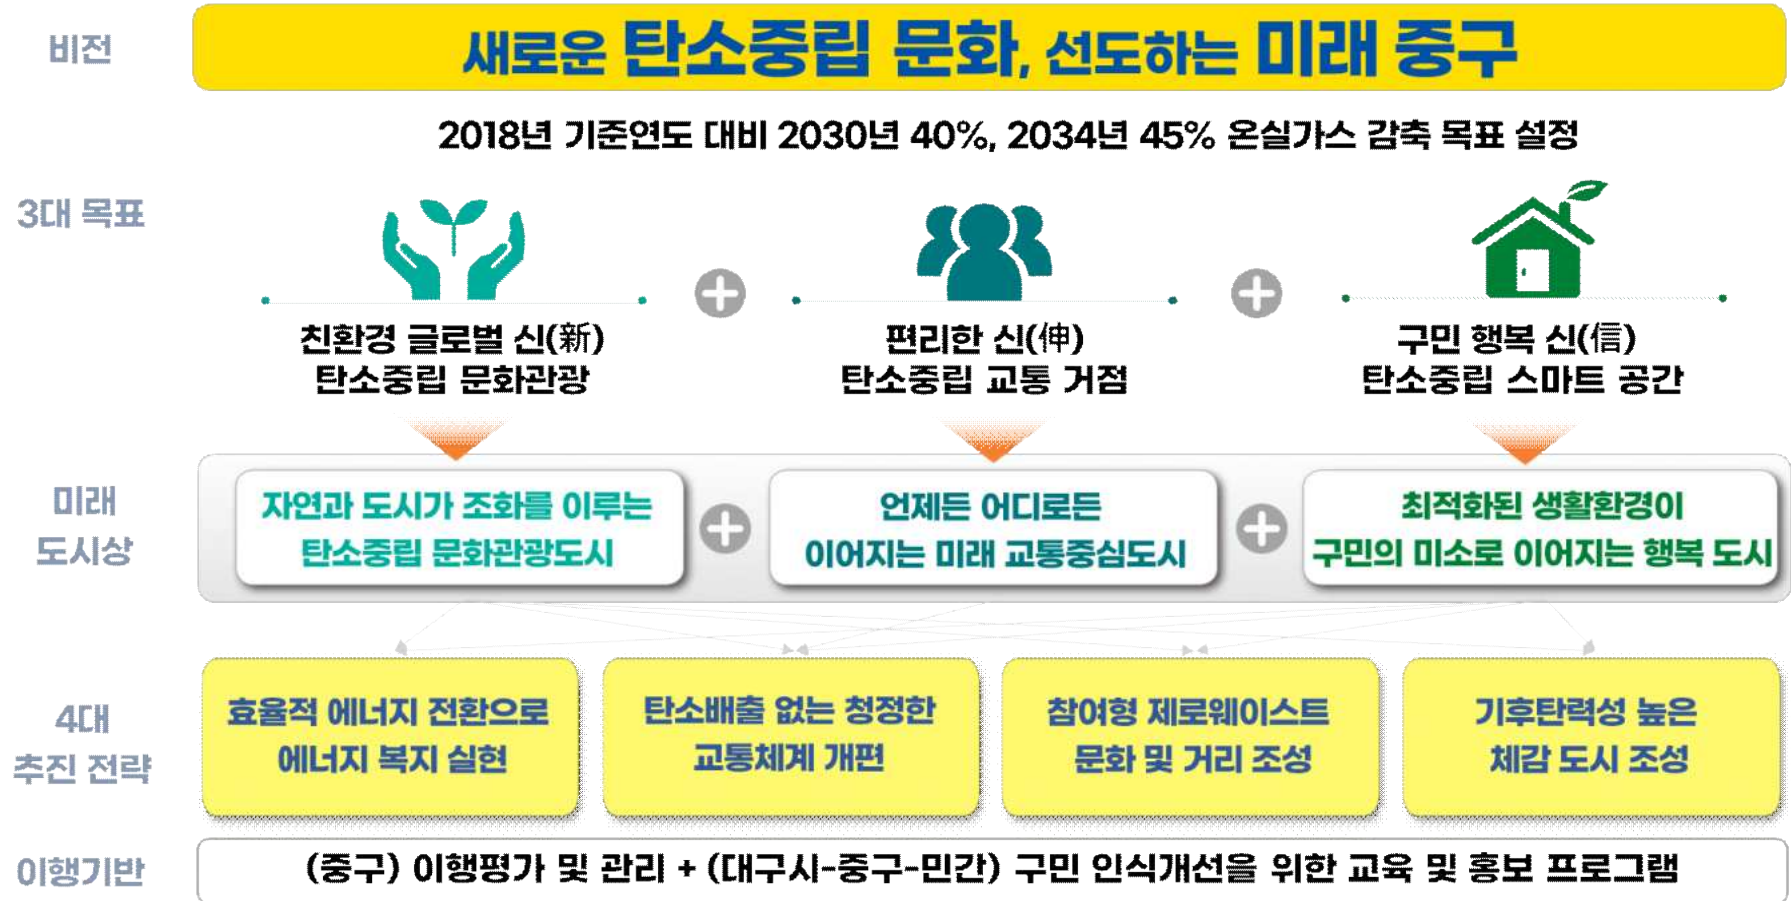 비전
새로운 탄소중립 문화, 선도하는 미래 중구
2018년 기준연도 대비 2030년 40%, 2034년 45% 온실가스 감축 목표 설정
3대 목표
친환경 글로벌 신(新)
탄소중립 문화관광
편리한 신(伸)
탄소중립 교통 거점
구민 행복 신(信)
탄소중립 스마트 공간
미래
도시상
자연과 도시가 조화를 이루는
탄소중립 문화관광도시
언제든 어디로든
이어지는 미래 교통중심도시
최적화된 생활환경이
구민의 미소로 이어지는 행복 도시
4대
추진 전략
효율적 에너지 전환으로
에너지 복지 실현
탄소배출 없는 청정한
교통체계 개편
참여형 제로웨이스트
문화 및 거리 조성
기후탄력성 높은
체감 도시 조성
이행기반
(중구) 이행평가 및 관리 + (대구시-중구-민간) 구민 인식개선을 위한 교육 및 홍보 프로그램